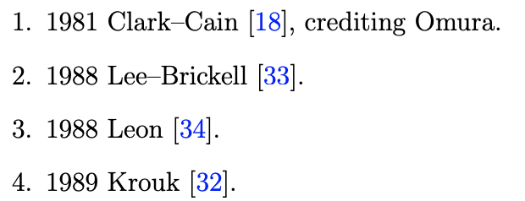 1. 1981 Clark–Cain [18], crediting Omura.
2. 1988 Lee–Brickell [33].
3. 1988 Leon [34].
4. 1989 Krouk [32].